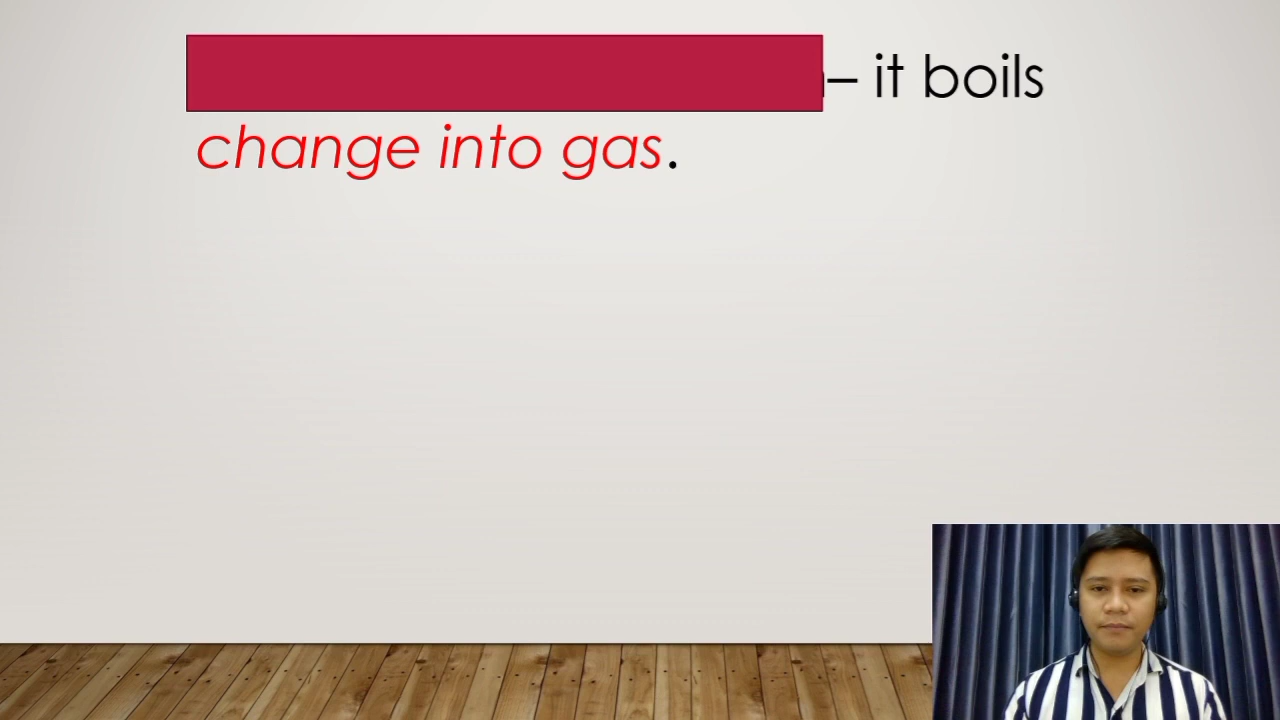 – it boils
change into gas.